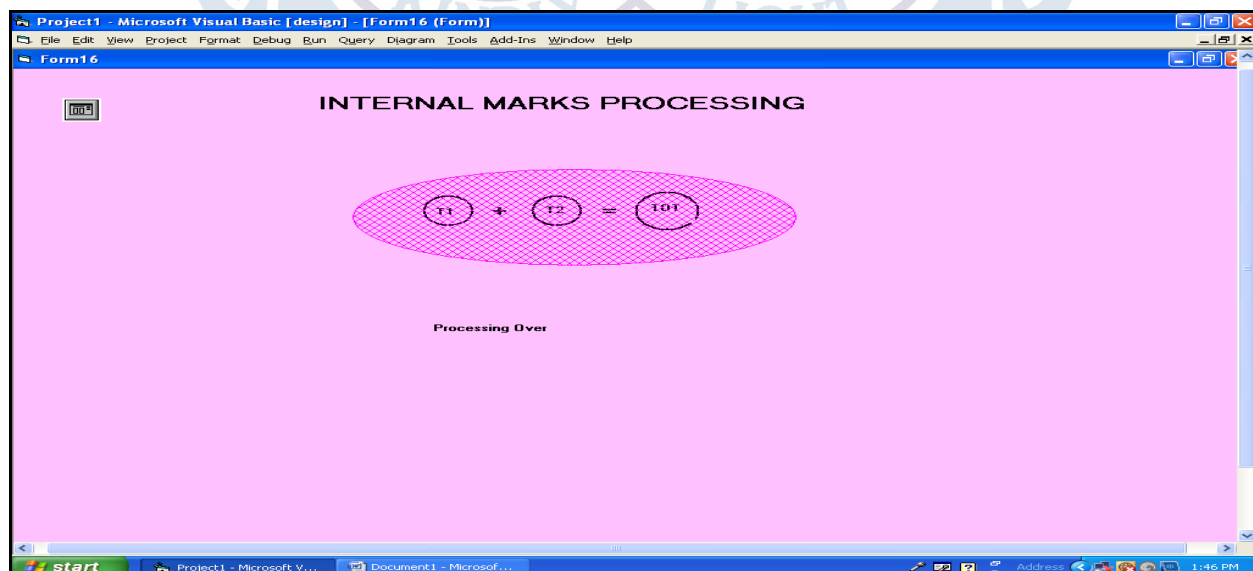 Project1 - Microsoft Visual Basic [design] - [Form16 (Form)]
File Edit View Project Format Debug Run Query Diagram Tools Add-Ins Window Help
Form16
INTERNAL MARKS PROCESSING
T1 + T2 = TOT
Processing Over
start Project1 - Microsoft V... Document1 - Microsof... Address 1:46 PM